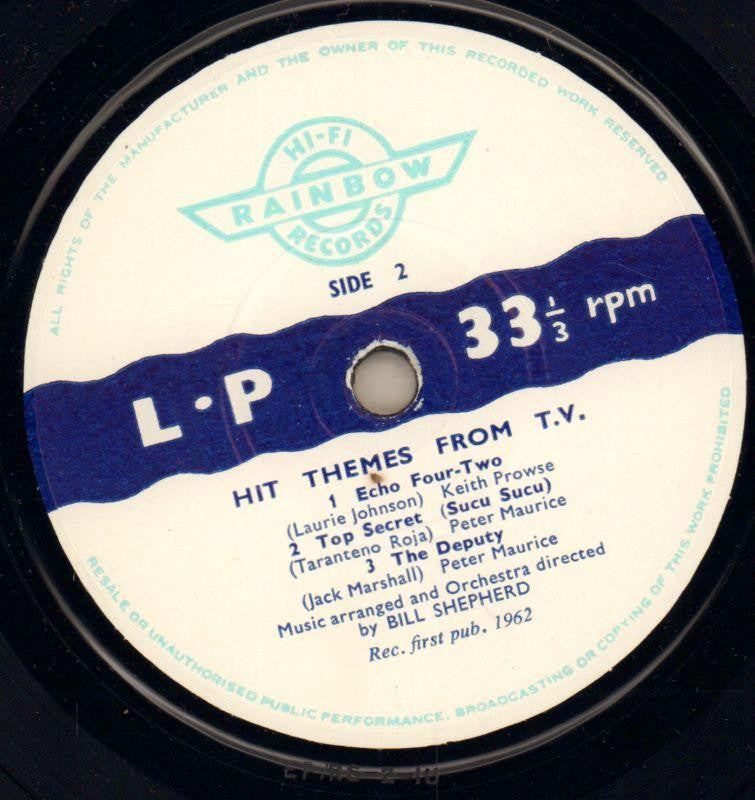 ALL RIGHTS OF THE MANUFACTURER AND THE OWNER OF THIS RECORDED WORK RESERVED
HI-FI
RAINBOW
RECORDS
SIDE 2
L·P 33 1/3 rpm
HIT THEMES FROM T.V.
1 Echo Four-Two
(Laurie Johnson) Keith Prowse
2 Top Secret (Sucu Sucu)
(Taranteno Roja) Peter Maurice
3 The Deputy
(Jack Marshall) Peter Maurice
Music arranged and Orchestra directed
by BILL SHEPHERD
Rec. first pub. 1962
RESALE OR UNAUTHORISED PUBLIC PERFORMANCE, BROADCASTING OR COPYING OF THIS WORK PROHIBITED